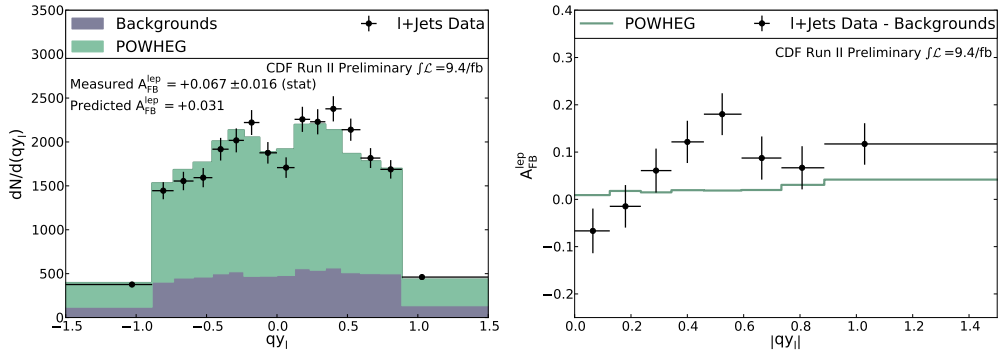 Backgrounds
POWHEG
l+Jets Data
CDF Run II Preliminary ∫ℒ =9.4/fb
Measured A_FB^lep = +0.067 ±0.016 (stat)
Predicted A_FB^lep = +0.031
dN/d(qy_l)
3500
3000
2500
2000
1500
1000
500
0
−1.5
−1.0
−0.5
0.0
0.5
1.0
1.5
qy_l
POWHEG
l+Jets Data - Backgrounds
CDF Run II Preliminary ∫ℒ =9.4/fb
A_FB^lep
0.4
0.3
0.2
0.1
0.0
−0.1
−0.2
0.0
0.2
0.4
0.6
0.8
1.0
1.2
1.4
|qy_l|